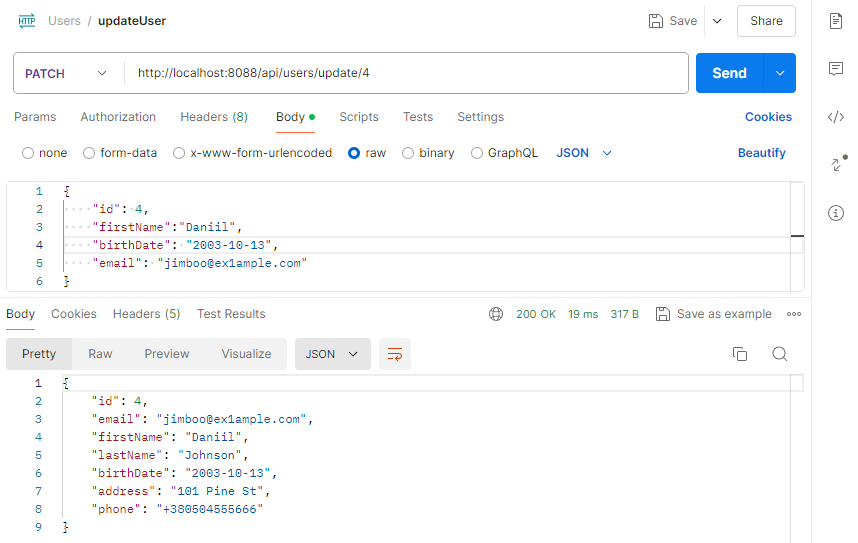 HTTP Users / updateUser Save Share
PATCH http://localhost:8088/api/users/update/4 Send
Params Authorization Headers (8) Body Scripts Tests Settings Cookies
none form-data x-www-form-urlencoded raw binary GraphQL JSON Beautify
1 {
2 "id": 4,
3 "firstName":"Daniil",
4 "birthDate": "2003-10-13",
5 "email": "jimboo@ex1ample.com"
6 }
Body Cookies Headers (5) Test Results 200 OK 19 ms 317 B Save as example
Pretty Raw Preview Visualize JSON
1 {
2 "id": 4,
3 "email": "jimboo@ex1ample.com",
4 "firstName": "Daniil",
5 "lastName": "Johnson",
6 "birthDate": "2003-10-13",
7 "address": "101 Pine St",
8 "phone": "+380504555666"
9 }